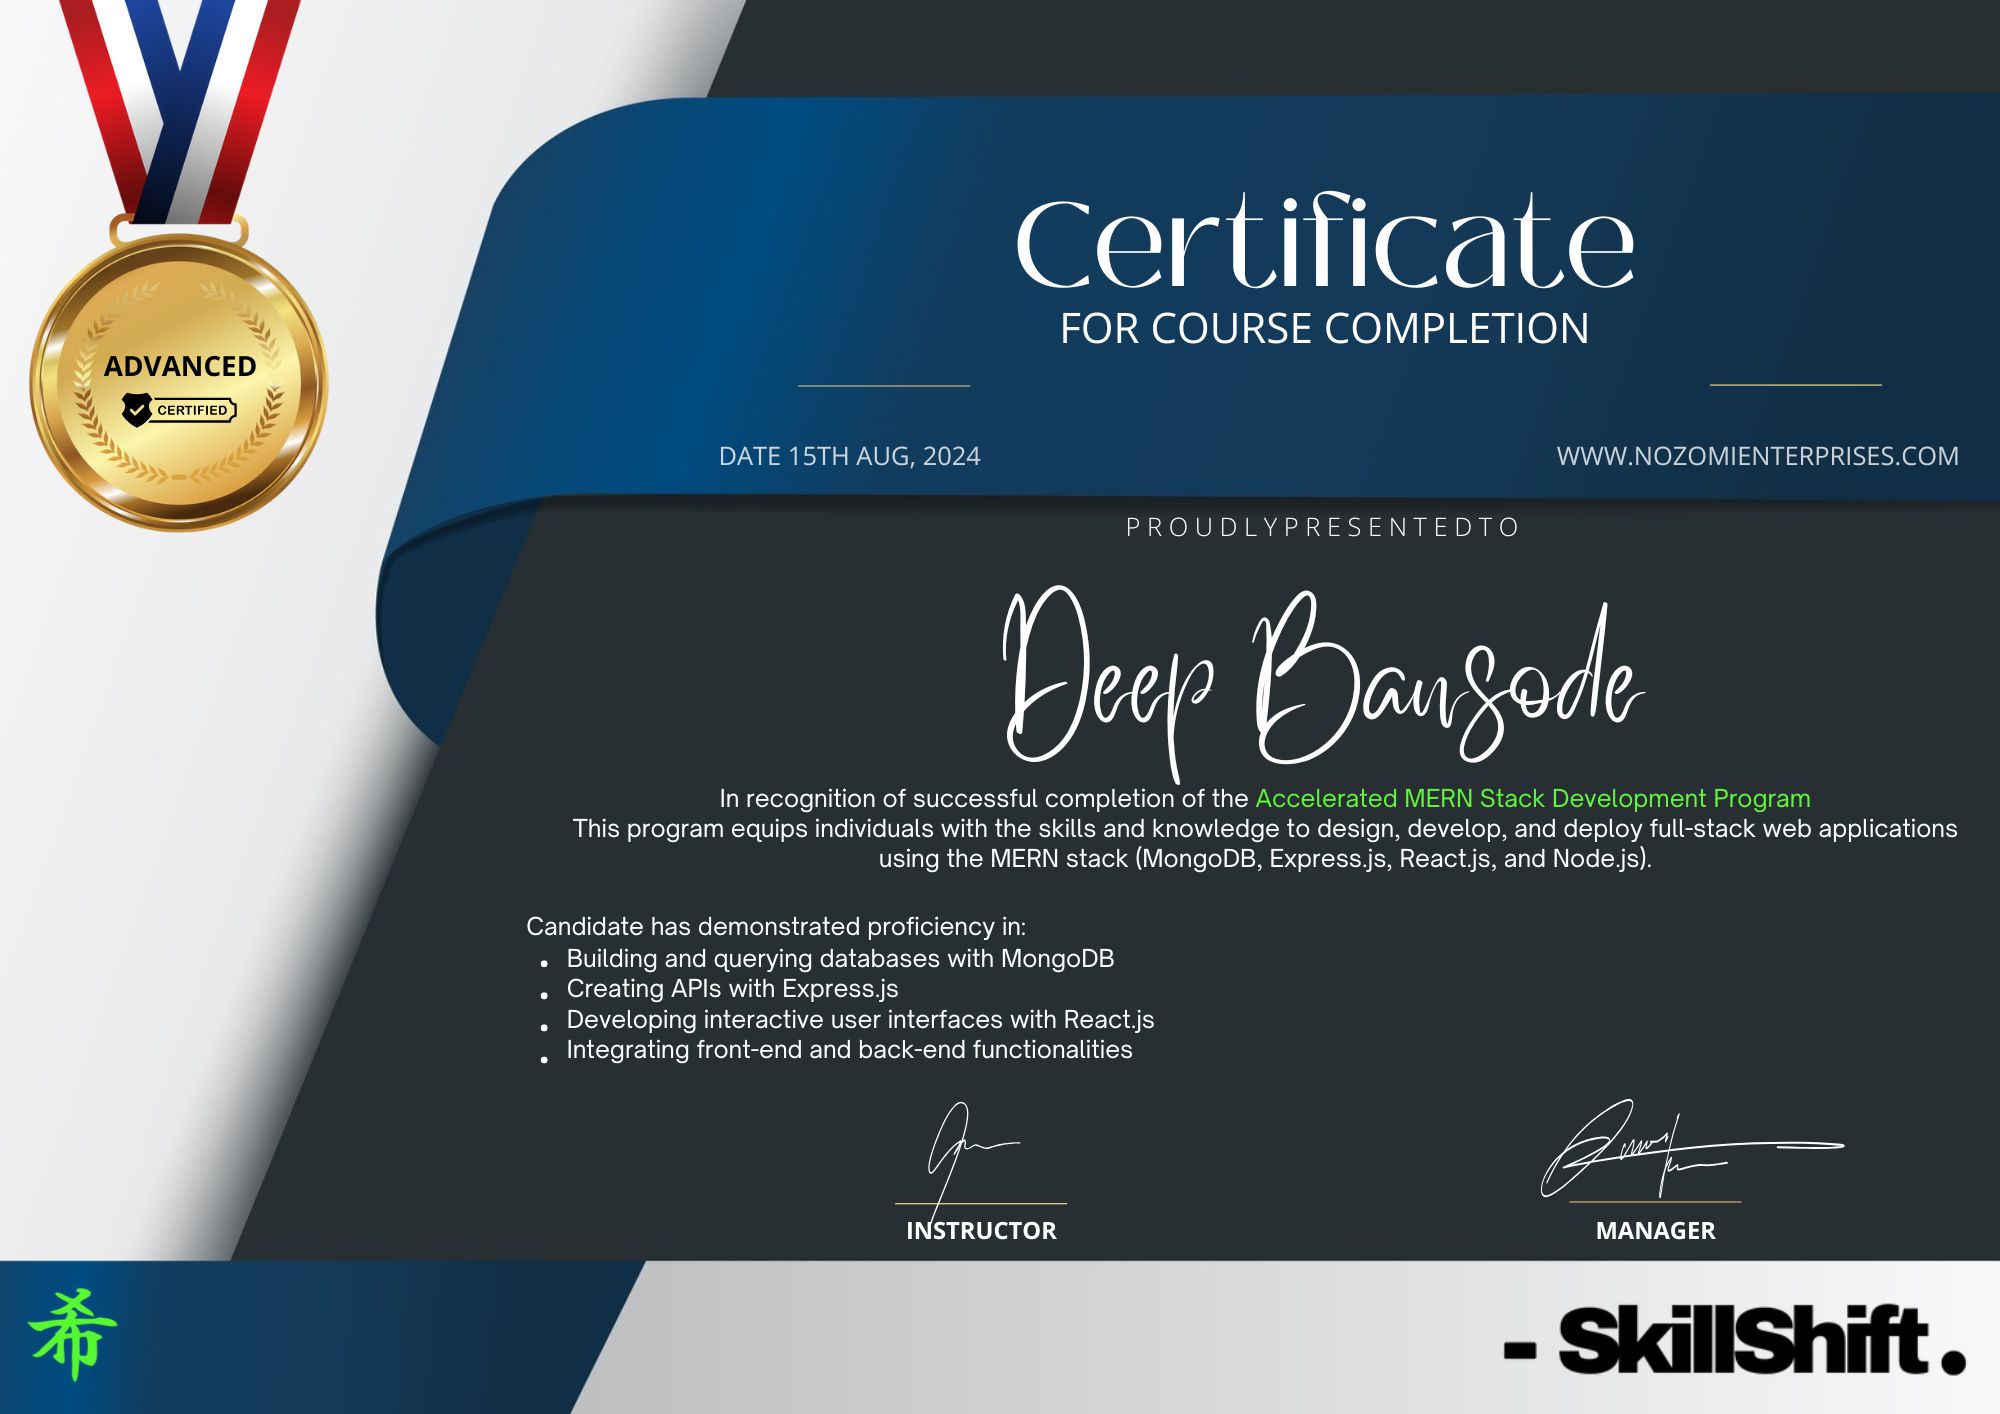 ADVANCED
CERTIFIED
Certificate
FOR COURSE COMPLETION
DATE 15TH AUG, 2024
WWW.NOZOMIENTERPRISES.COM
PROUDLYPRESENTEDTO
Deep Bansode
In recognition of successful completion of the Accelerated MERN Stack Development Program
This program equips individuals with the skills and knowledge to design, develop, and deploy full-stack web applications
using the MERN stack (MongoDB, Express.js, React.js, and Node.js).
Candidate has demonstrated proficiency in:
• Building and querying databases with MongoDB
• Creating APIs with Express.js
• Developing interactive user interfaces with React.js
• Integrating front-end and back-end functionalities
INSTRUCTOR
MANAGER
希
- SkillShift.